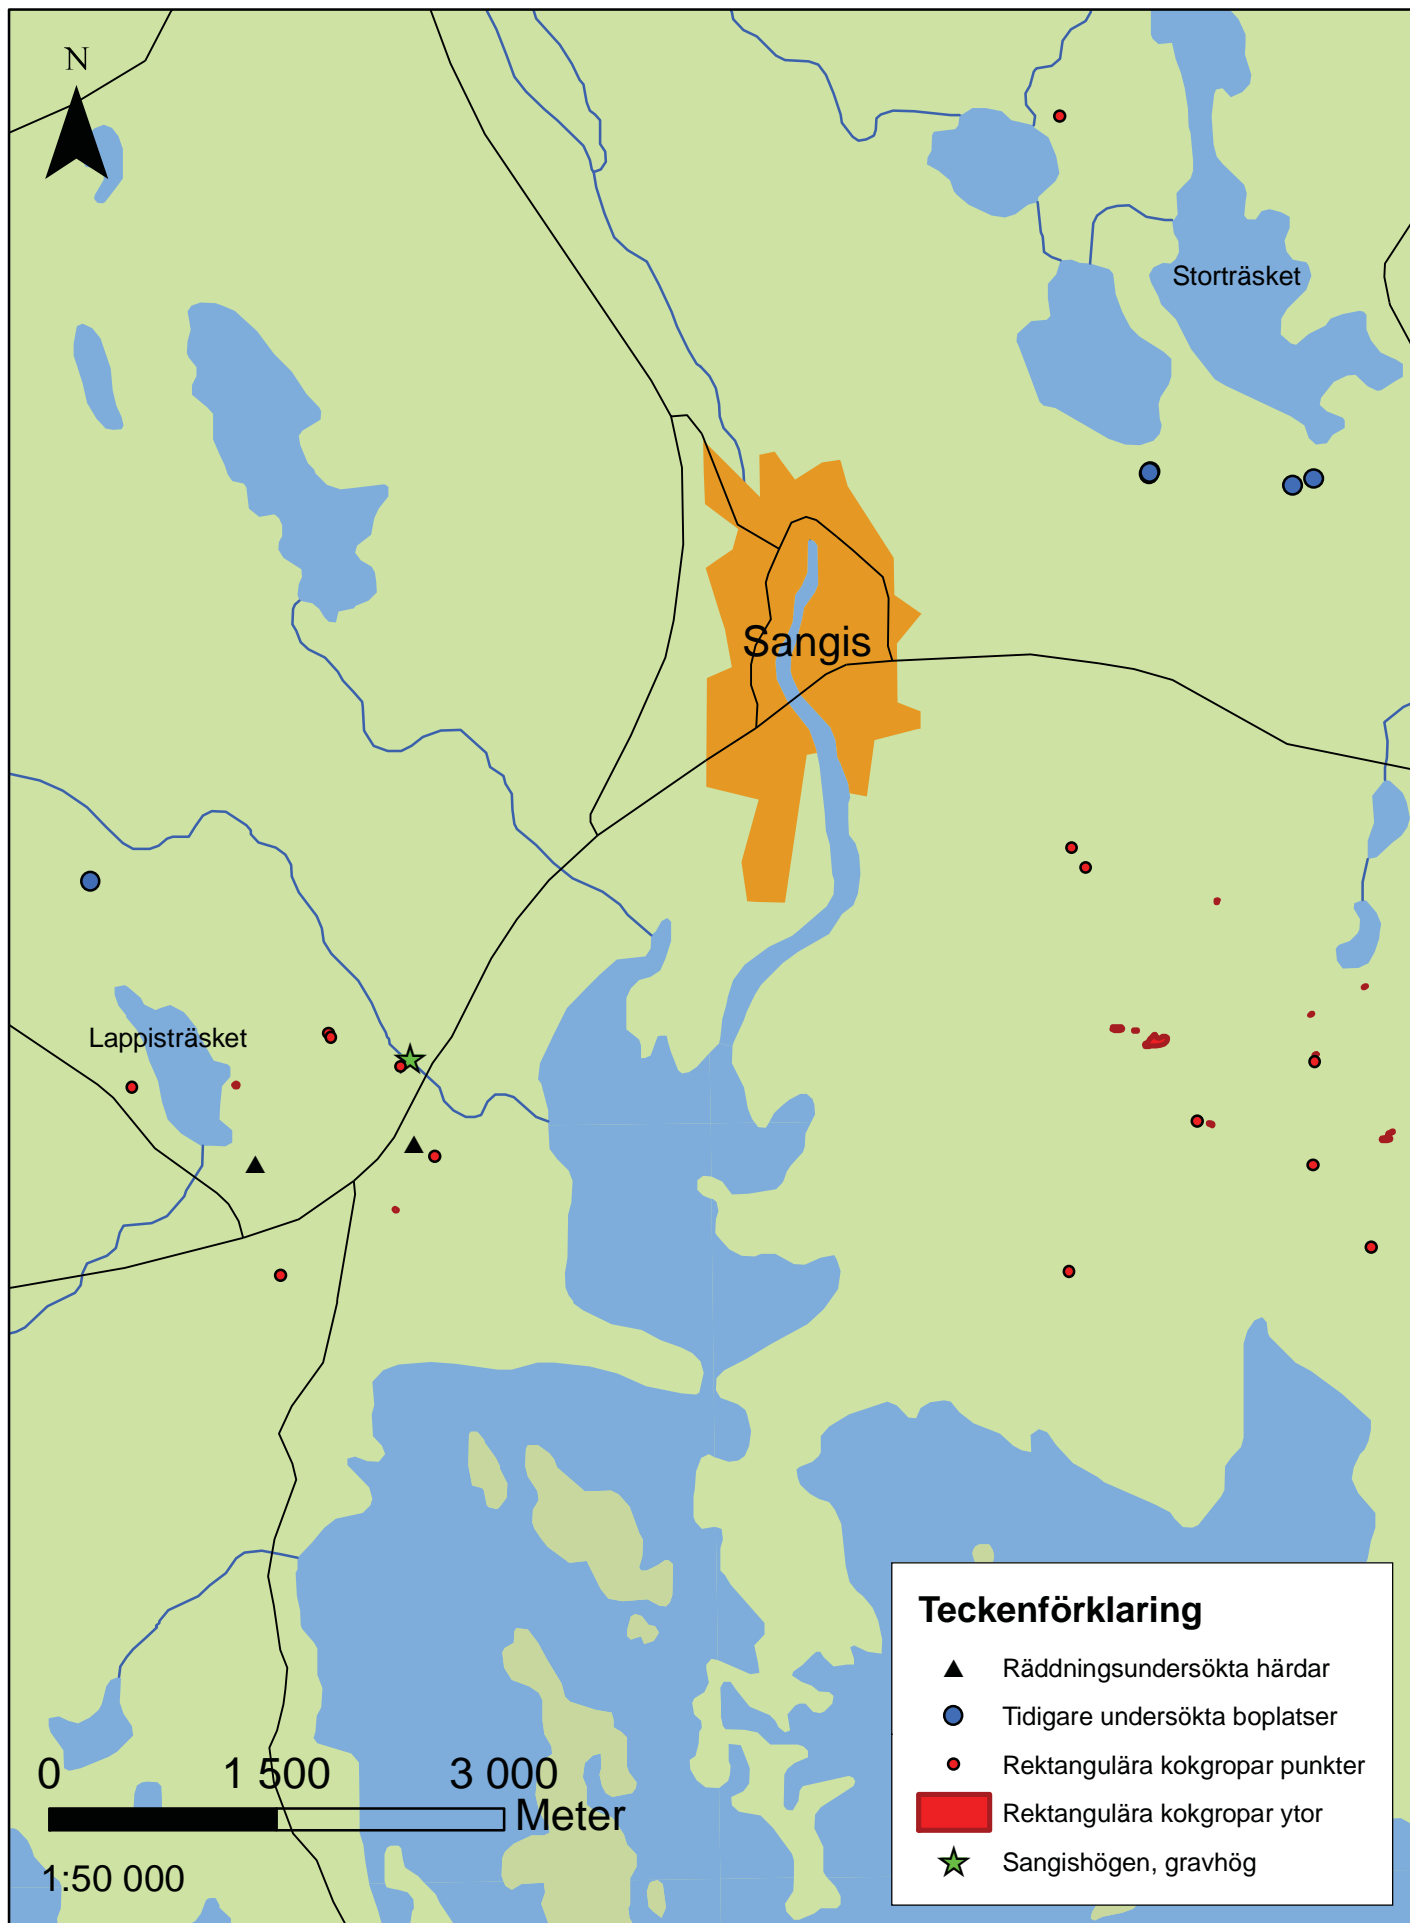 N
Storträsket
Sangis
Lappisträsket
Teckenförklaring
Räddningsundersökta härdar
Tidigare undersökta boplatser
Rektangulära kokgropar punkter
Rektangulära kokgropar ytor
Sangishögen, gravhög
0 1 500 3 000
Meter
1:50 000